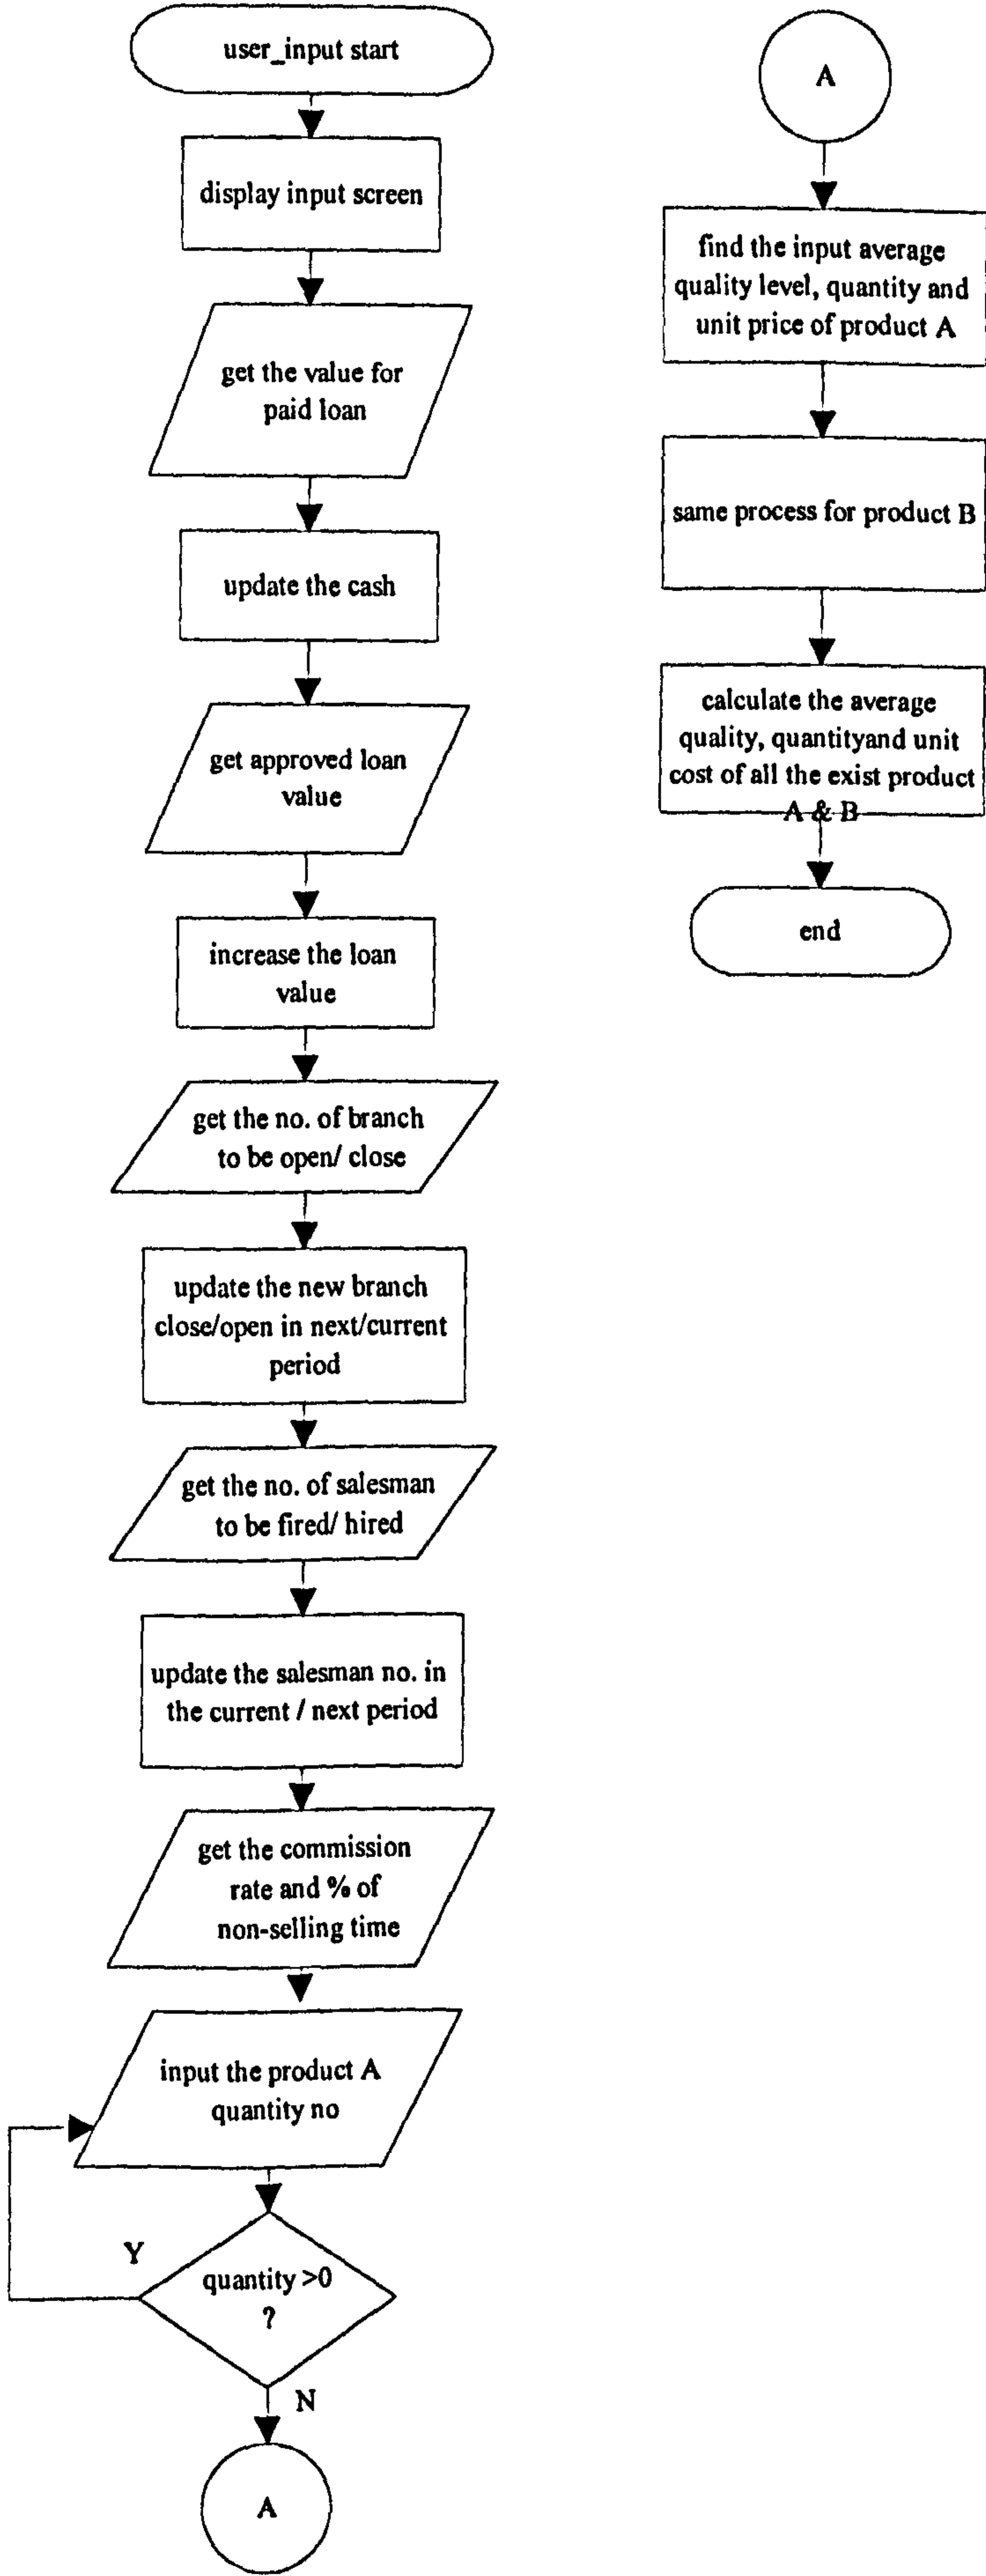 user_input start
display input screen
get the value for
paid loan
update the cash
get approved loan
value
increase the loan
value
get the no. of branch
to be open/ close
update the new branch
close/open in next/current
period
get the no. of salesman
to be fired/ hired
update the salesman no. in
the current / next period
get the commission
rate and % of
non-selling time
input the product A
quantity no
Y
quantity >0
?
N
A
A
find the input average
quality level, quantity and
unit price of product A
same process for product B
calculate the average
quality, quantityand unit
cost of all the exist product
A & B
end